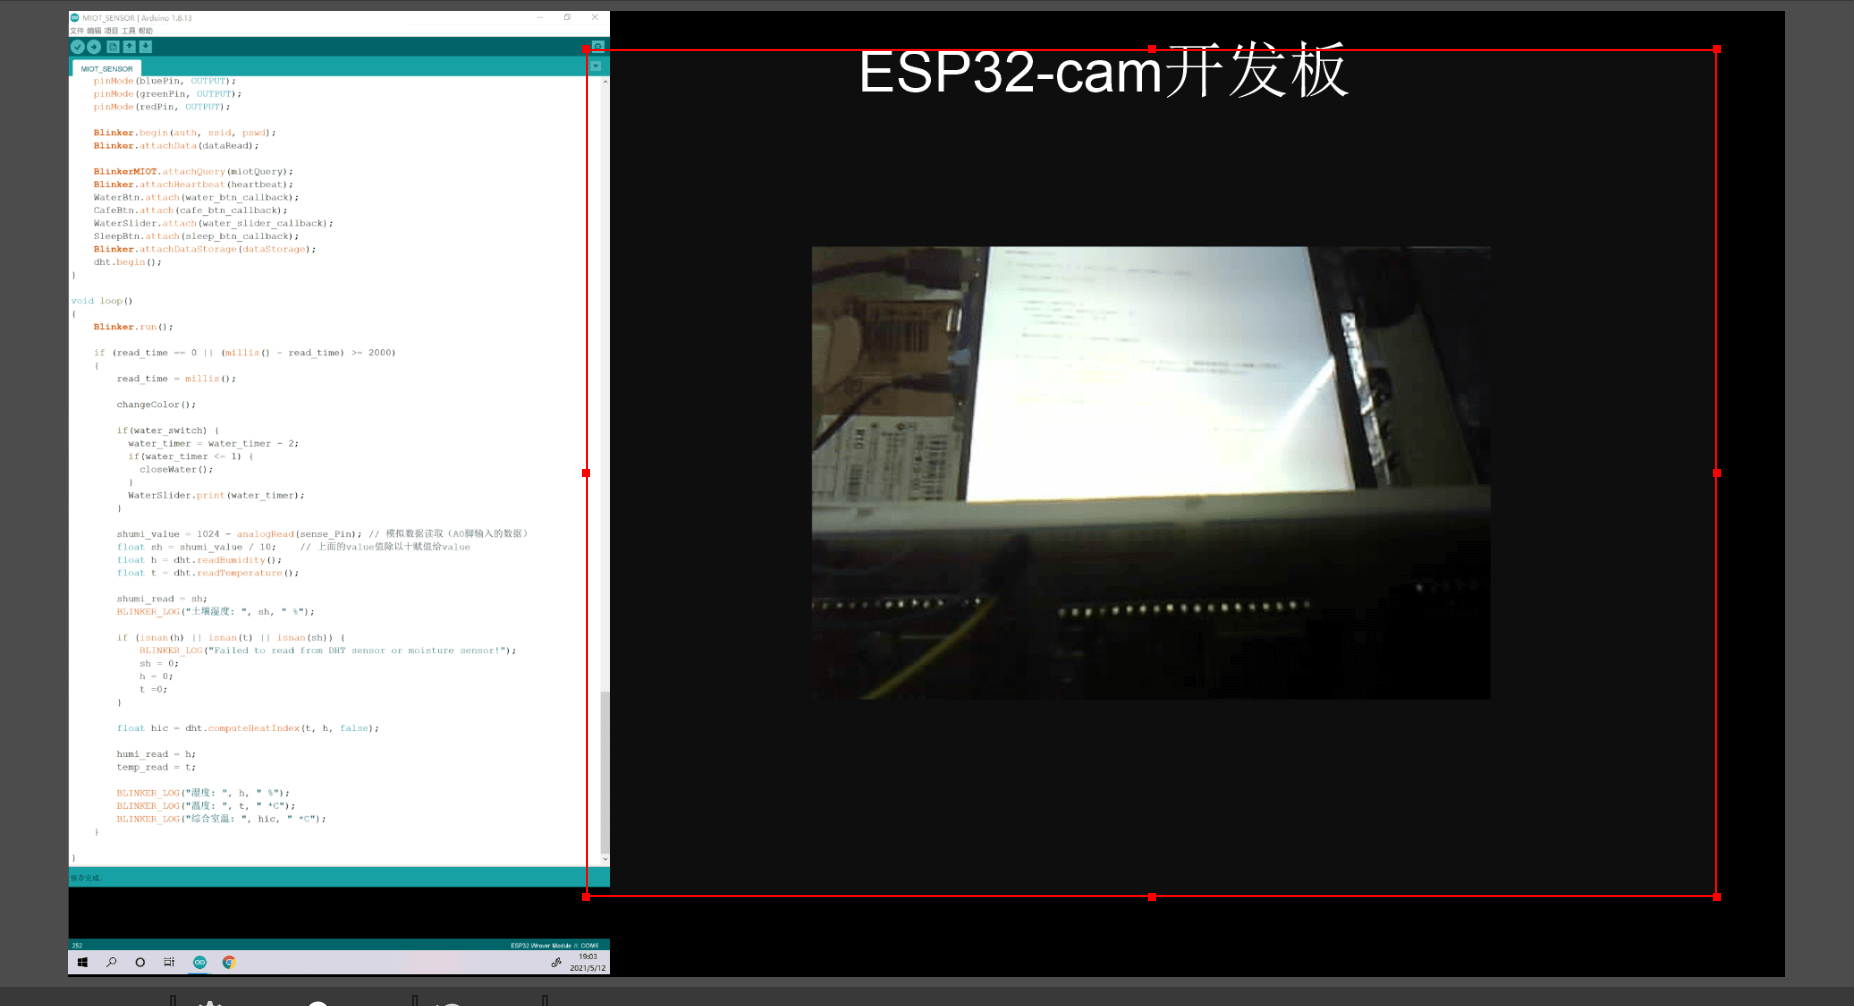 MIOT_SENSOR | Arduino 1.8.13
文件 编辑 项目 工具 帮助
MIOT_SENSOR
pinMode(bluePin, OUTPUT);
pinMode(greenPin, OUTPUT);
pinMode(redPin, OUTPUT);
Blinker.begin(auth, ssid, pswd);
Blinker.attachData(dataRead);
BlinkerMIOT.attachQuery(miotQuery);
Blinker.attachHeartbeat(heartbeat);
WaterBtn.attach(water_btn_callback);
CafeBtn.attach(cafe_btn_callback);
WaterSlider.attach(water_slider_callback);
SleepBtn.attach(sleep_btn_callback);
Blinker.attachDataStorage(dataStorage);
dht.begin();
}
void loop()
{
Blinker.run();
if (read_time == 0 || (millis() - read_time) >= 2000)
{
read_time = millis();
changeColor();
if(water_switch) {
water_timer = water_timer - 2;
if(water_timer <= 1) {
closeWater();
}
WaterSlider.print(water_timer);
}
shumi_value = 1024 - analogRead(sense_Pin); // 模拟数据读取（A0脚输入的数据）
float sh = shumi_value / 10; // 上面的value值除以十赋值给value
float h = dht.readHumidity();
float t = dht.readTemperature();
shumi_read = sh;
BLINKER_LOG("土壤湿度: ", sh, " %");
if (isnan(h) || isnan(t) || isnan(sh)) {
BLINKER_LOG("Failed to read from DHT sensor or moisture sensor!");
sh = 0;
h = 0;
t =0;
}
float hic = dht.computeHeatIndex(t, h, false);
humi_read = h;
temp_read = t;
BLINKER_LOG("湿度: ", h, " %");
BLINKER_LOG("温度: ", t, " *C");
BLINKER_LOG("综合室温: ", hic, " *C");
}
}
保存完成。
252
ESP32 Wrover Module 在 COM6
19:03
2021/5/12
ESP32-cam开发板